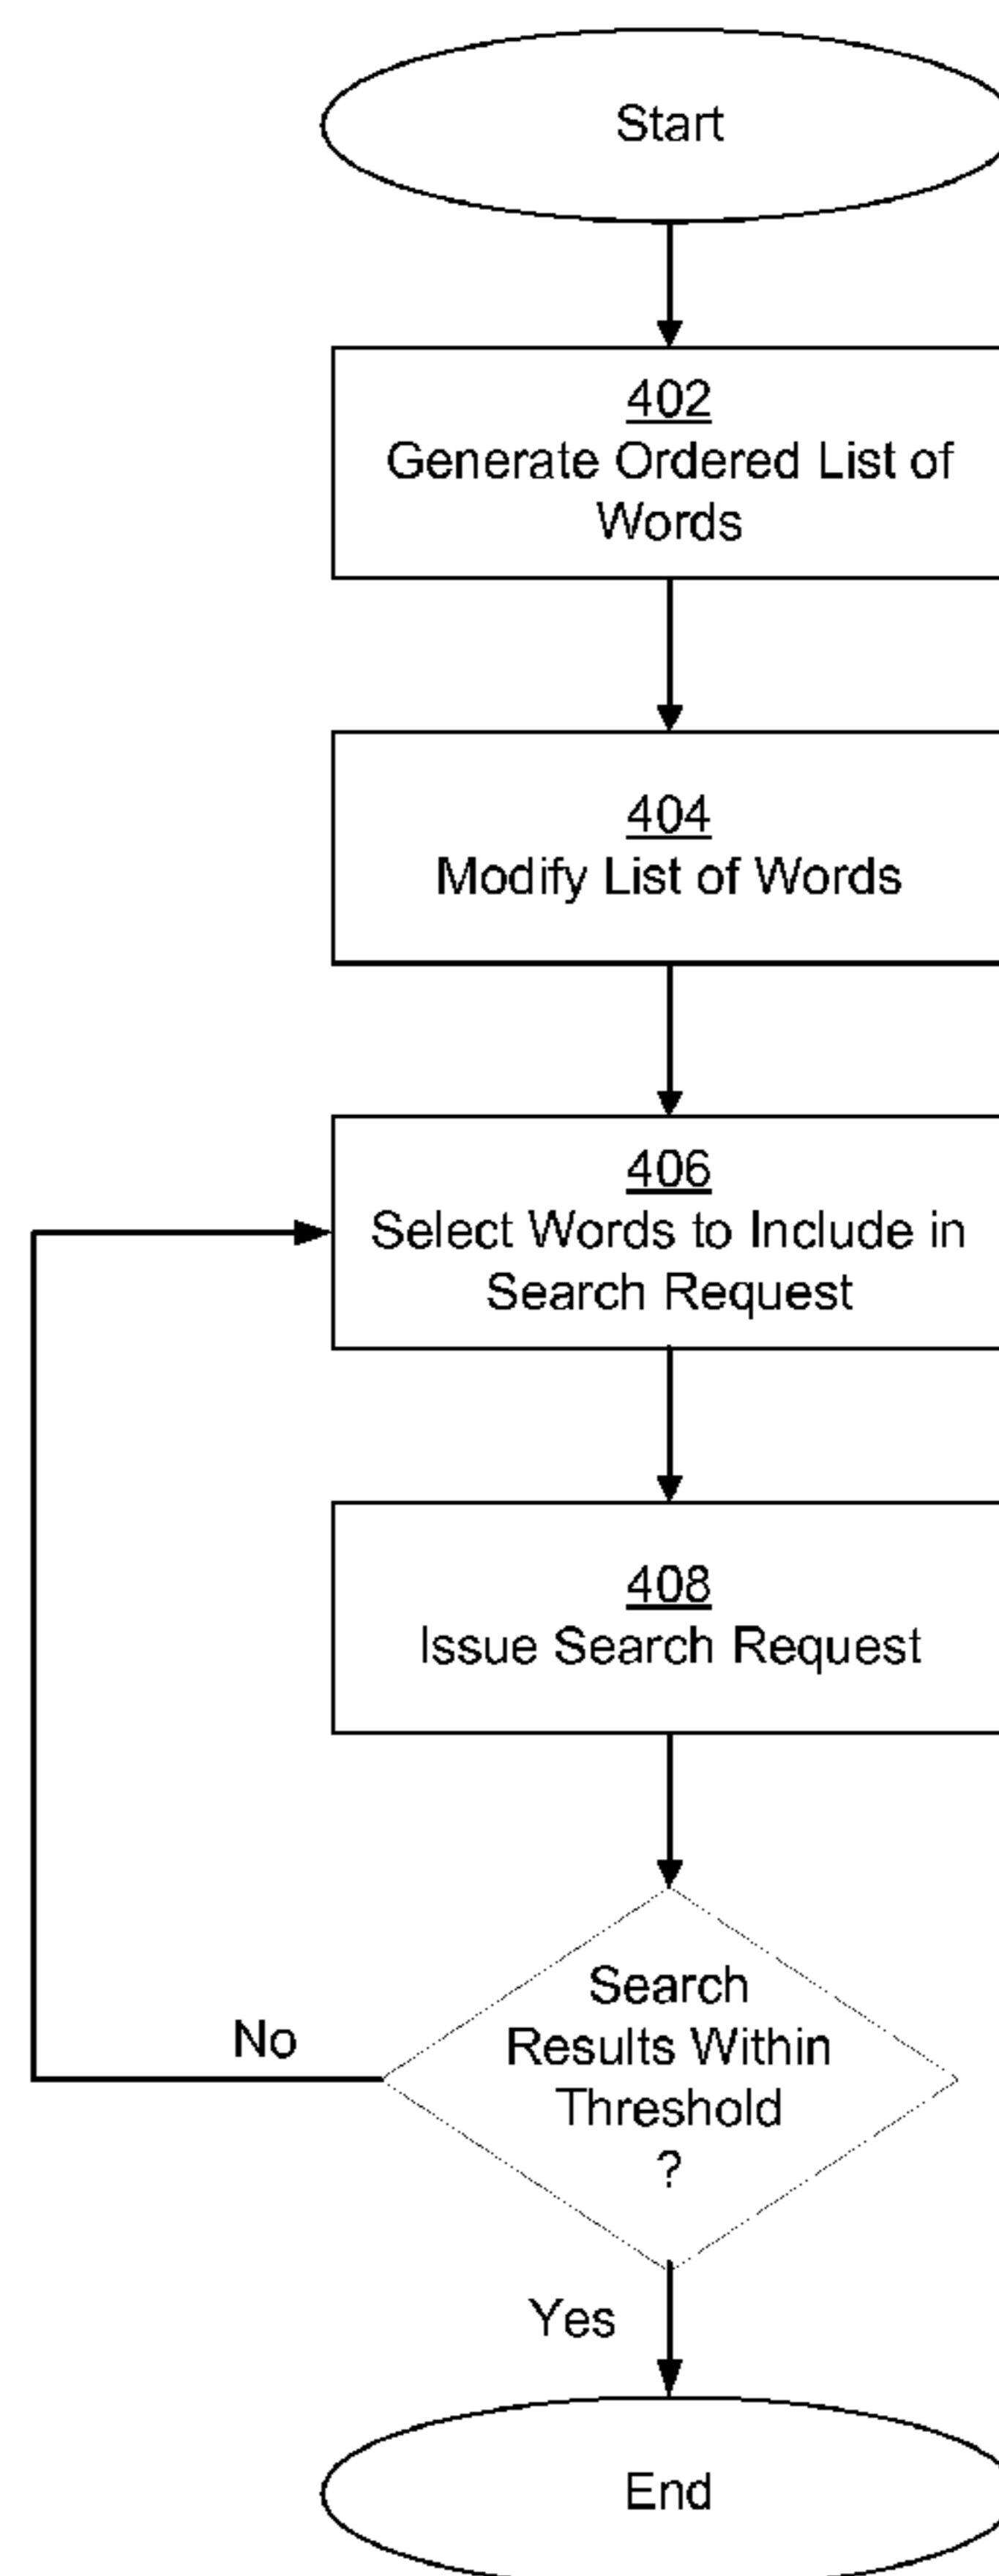 Start
402
Generate Ordered List of
Words
404
Modify List of Words
406
Select Words to Include in
Search Request
408
Issue Search Request
Search
Results Within
Threshold
?
No
Yes
End